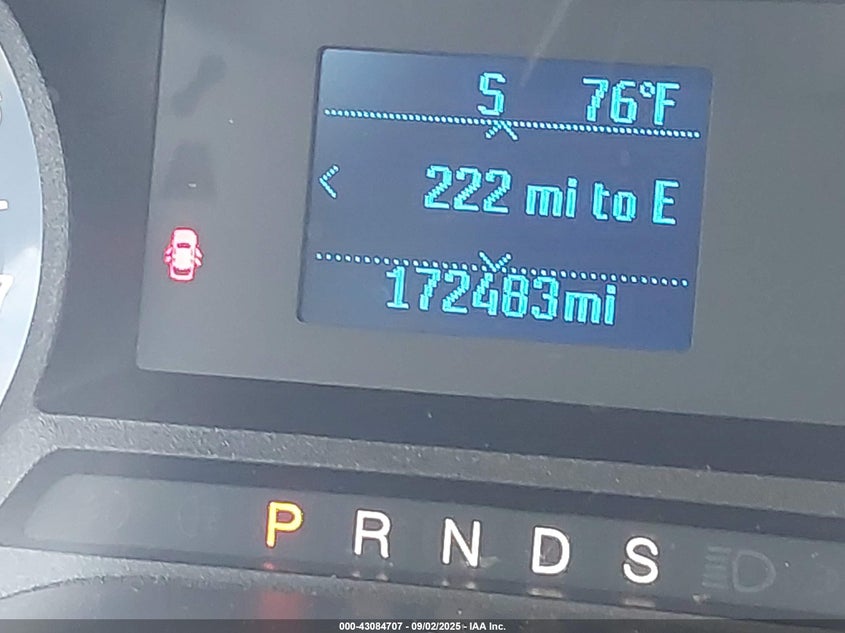 S 76°F
< 222 mi to E
172483mi
P R N D S
000-43084707 - 09/02/2025 - IAA Inc.